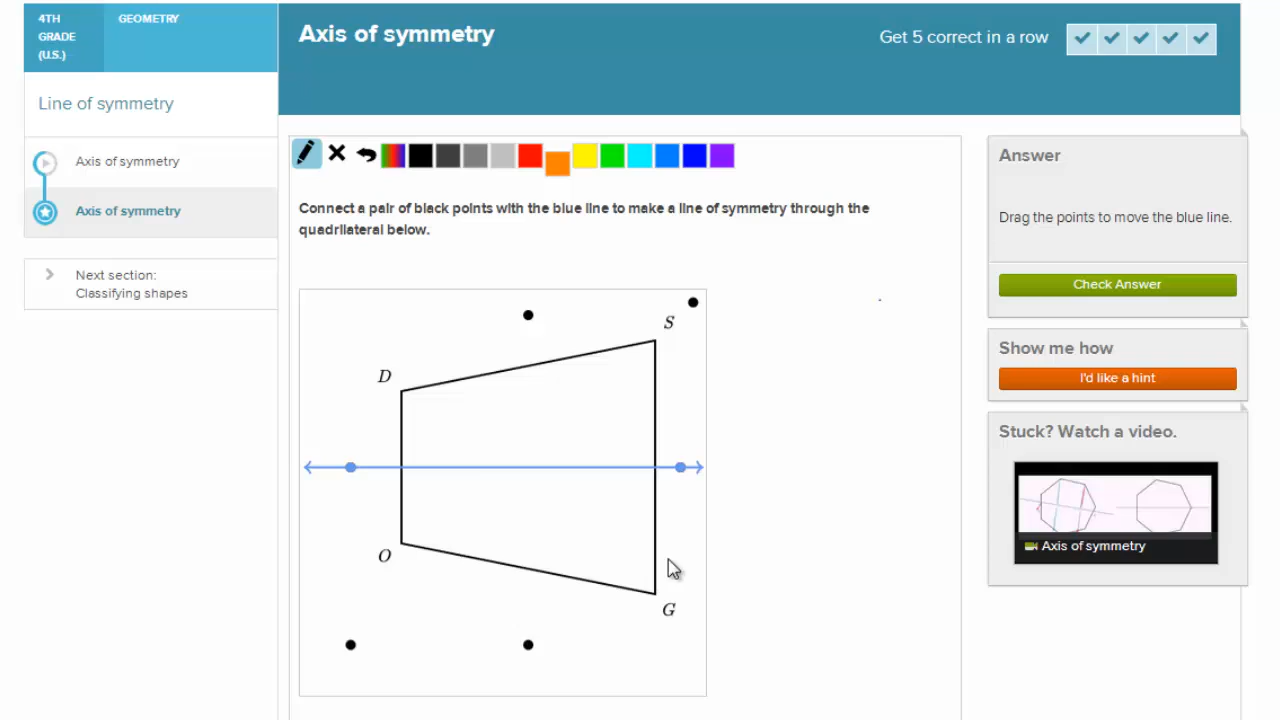 4TH
GRADE
(U.S.)
GEOMETRY
Axis of symmetry
Get 5 correct in a row
Line of symmetry
Axis of symmetry
Axis of symmetry
Next section:
Classifying shapes
Connect a pair of black points with the blue line to make a line of symmetry through the
quadrilateral below.
S
D
O
G
Answer
Drag the points to move the blue line.
Check Answer
Show me how
I'd like a hint
Stuck? Watch a video.
Axis of symmetry